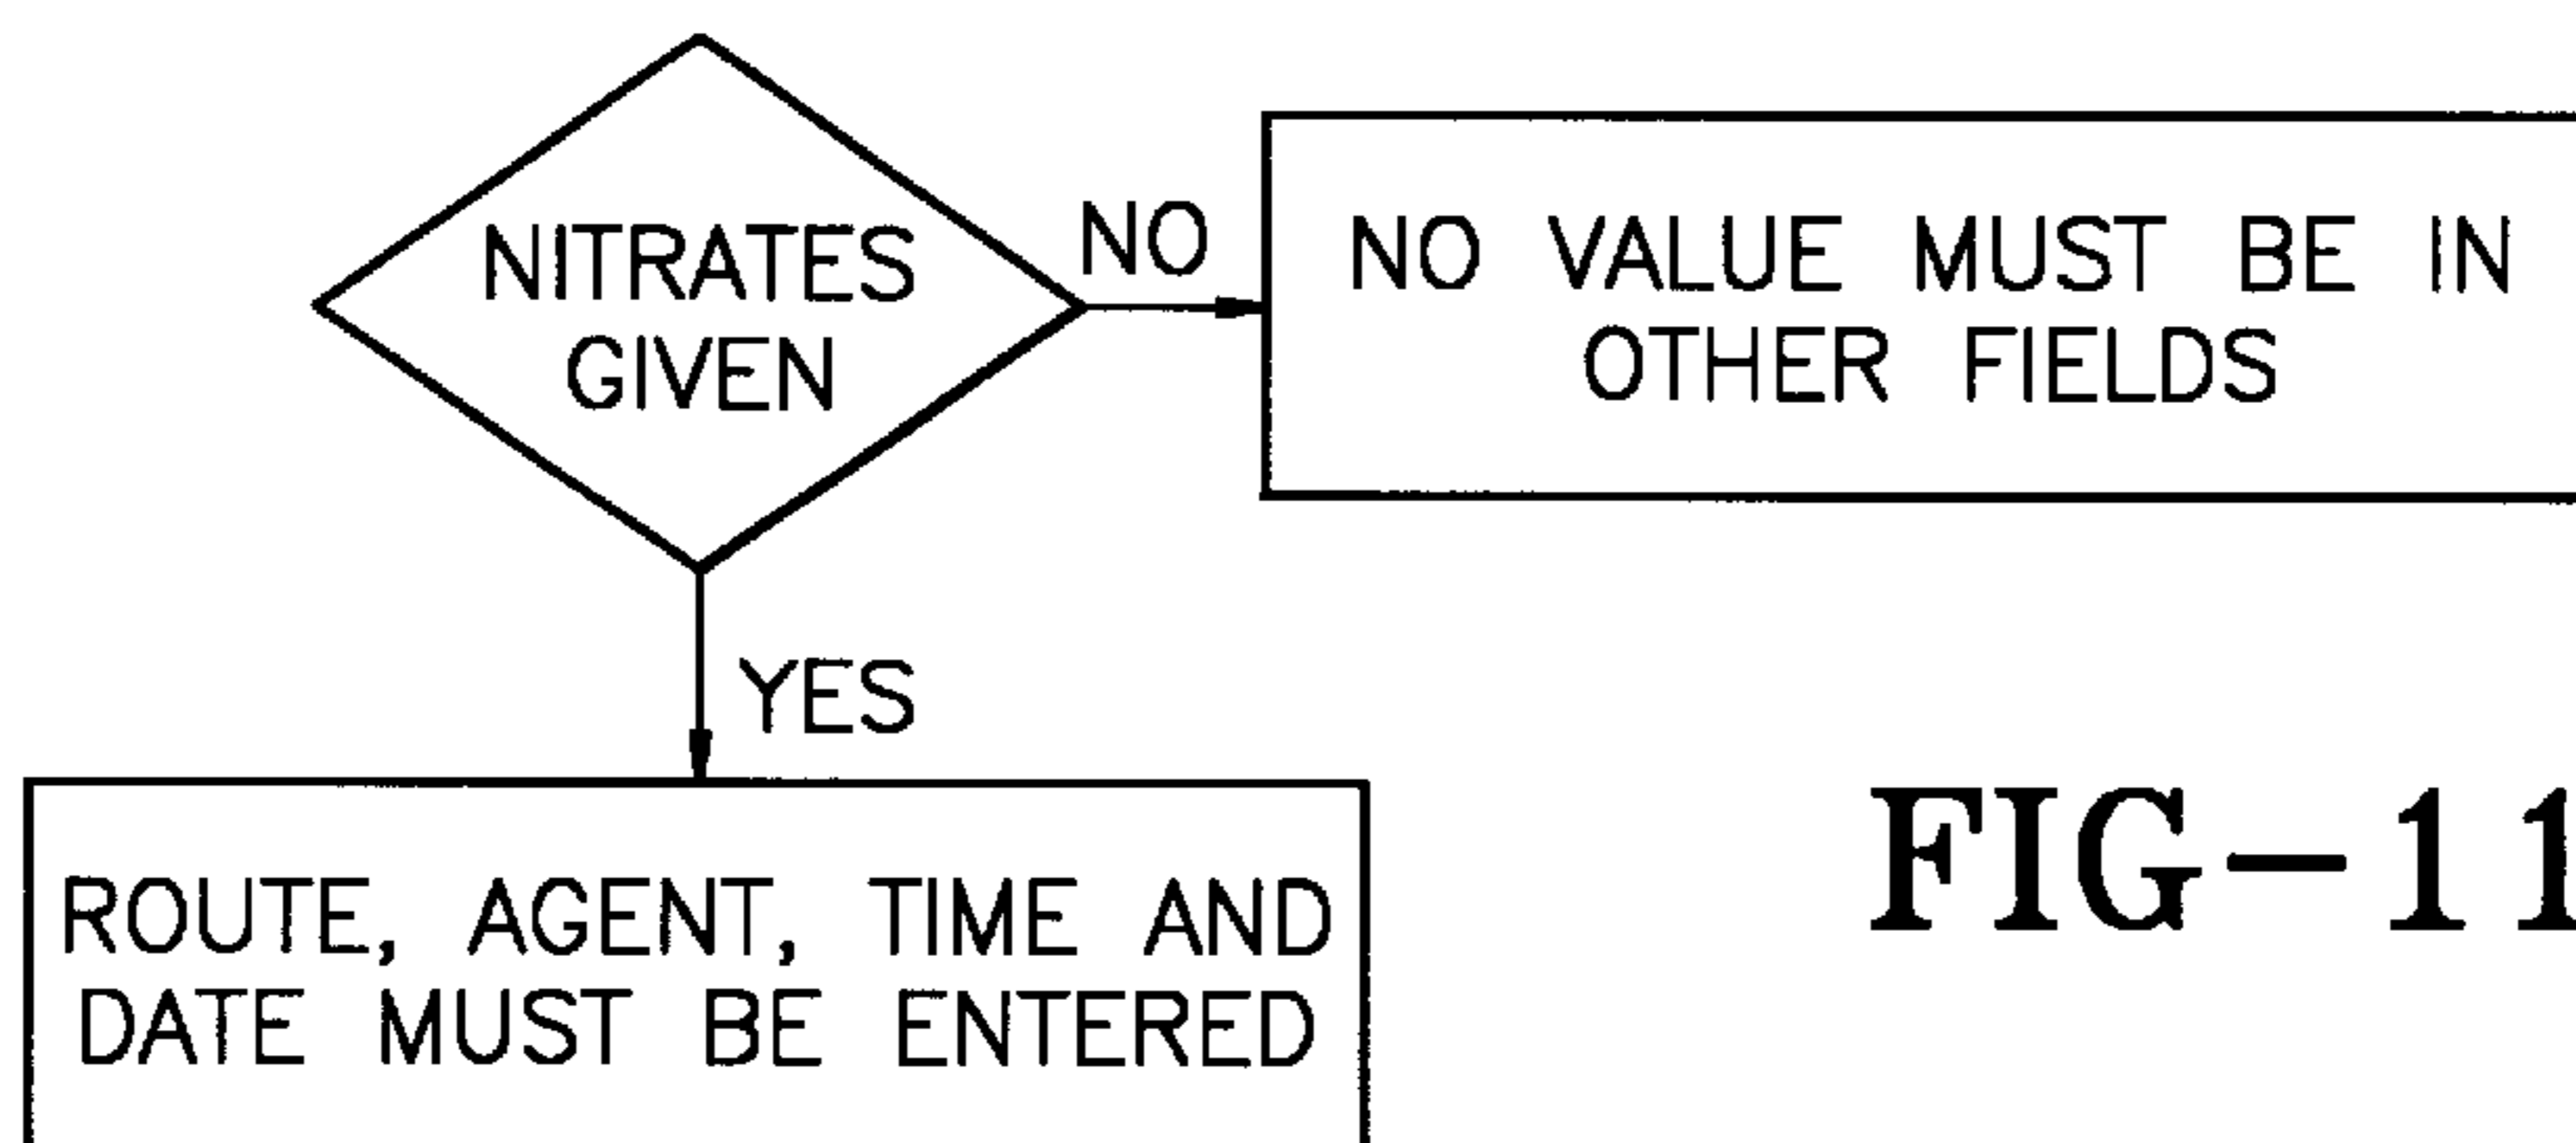 NITRATES
GIVEN
NO
NO VALUE MUST BE IN
OTHER FIELDS
YES
ROUTE, AGENT, TIME AND
DATE MUST BE ENTERED
FIG-11